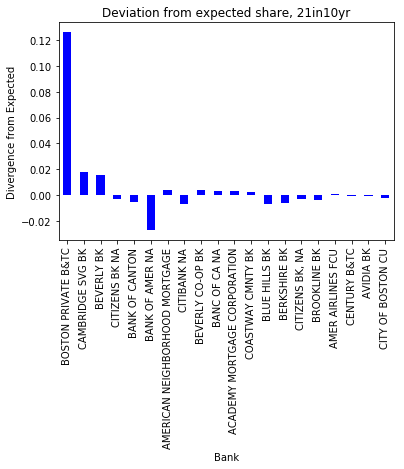 Deviation from expected share, 21in10yr
Divergence from Expected
0.12
0.10
0.08
0.06
0.04
0.02
0.00
−0.02
BOSTON PRIVATE B&TC
CAMBRIDGE SVG BK
BEVERLY BK
CITIZENS BK NA
BANK OF CANTON
BANK OF AMER NA
AMERICAN NEIGHBORHOOD MORTGAGE
CITIBANK NA
BEVERLY CO-OP BK
BANC OF CA NA
ACADEMY MORTGAGE CORPORATION
COASTWAY CMNTY BK
BLUE HILLS BK
BERKSHIRE BK
CITIZENS BK, NA
BROOKLINE BK
AMER AIRLINES FCU
CENTURY B&TC
AVIDIA BK
CITY OF BOSTON CU
Bank